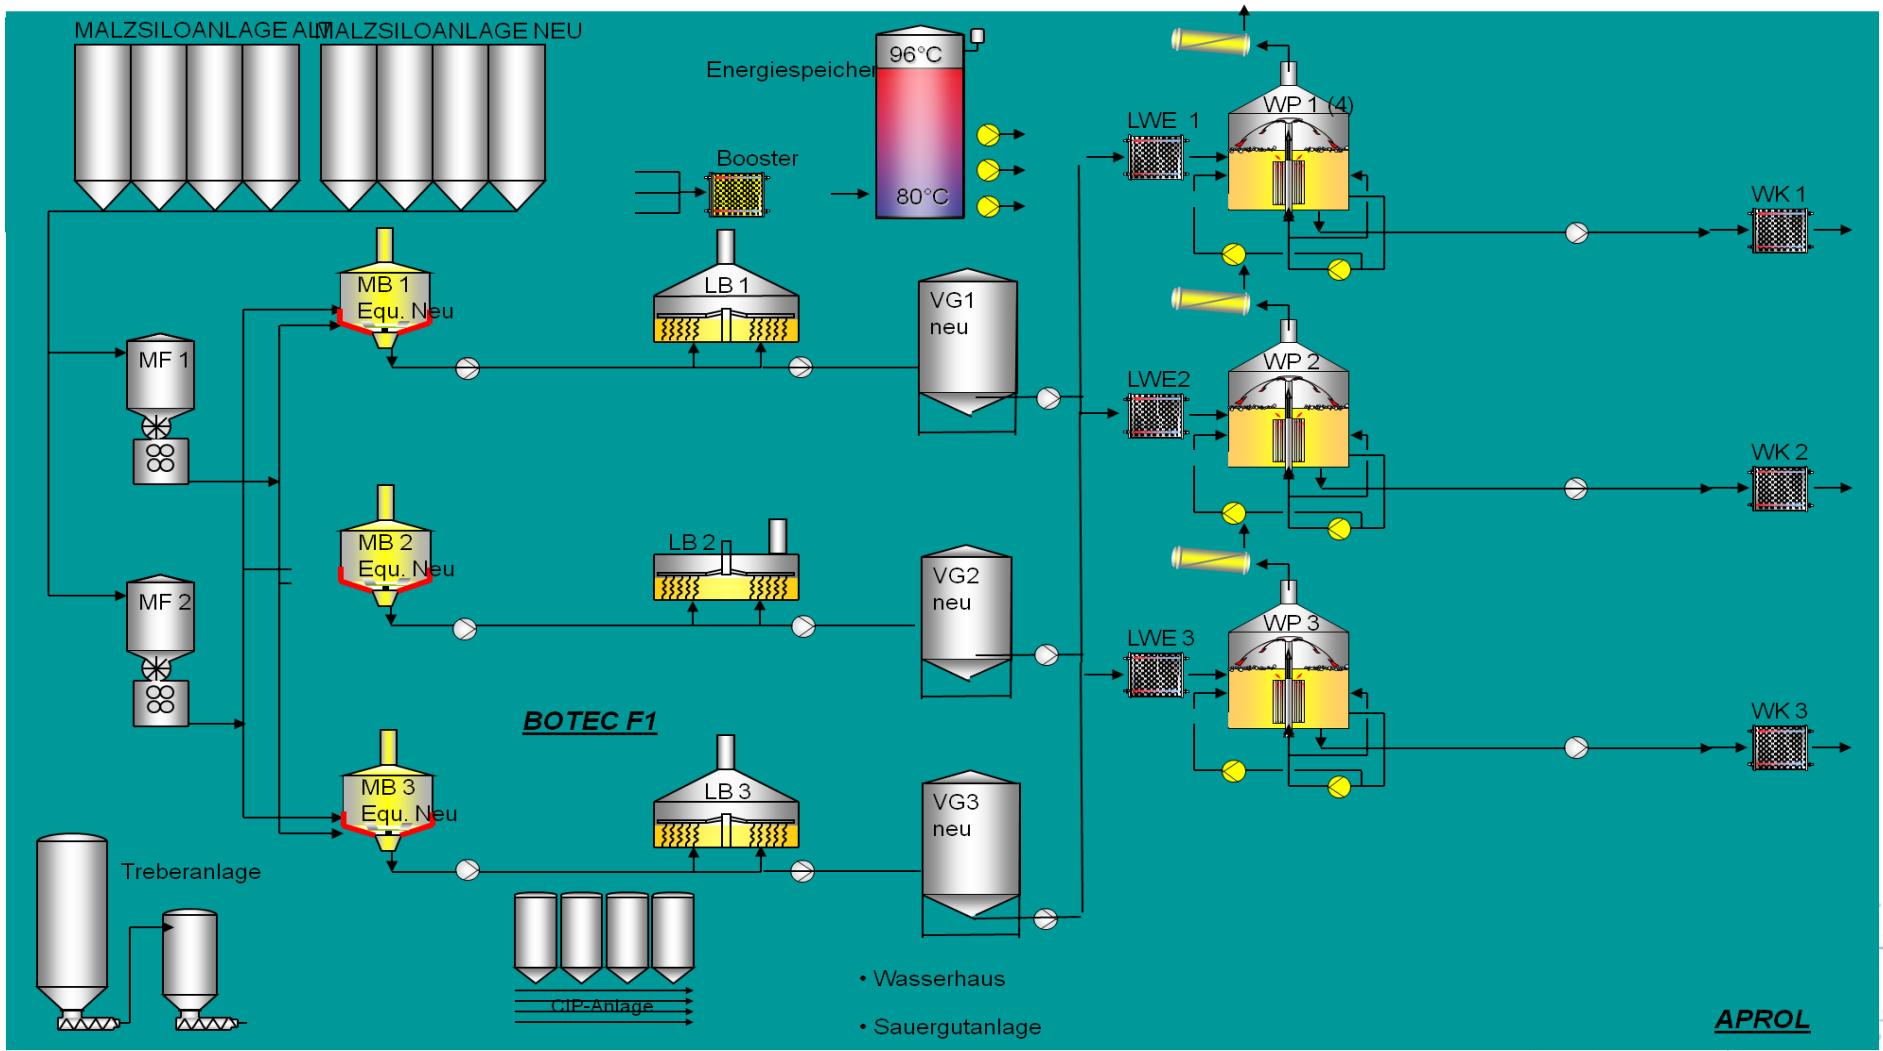 MALZSILOANLAGE ALT
MALZSILOANLAGE NEU
Energiespeicher
96°C
80°C
Booster
LWE 1
WP 1 (4)
WK 1
MB 1
Equ. Neu
LB 1
VG1
neu
MF 1
LWE2
WP 2
WK 2
MB 2
Equ. Neu
LB 2
VG2
neu
MF 2
LWE 3
WP 3
WK 3
BOTEC F1
MB 3
Equ. Neu
LB 3
VG3
neu
Treberanlage
CIP-Anlage
• Wasserhaus
• Sauergutanlage
APROL